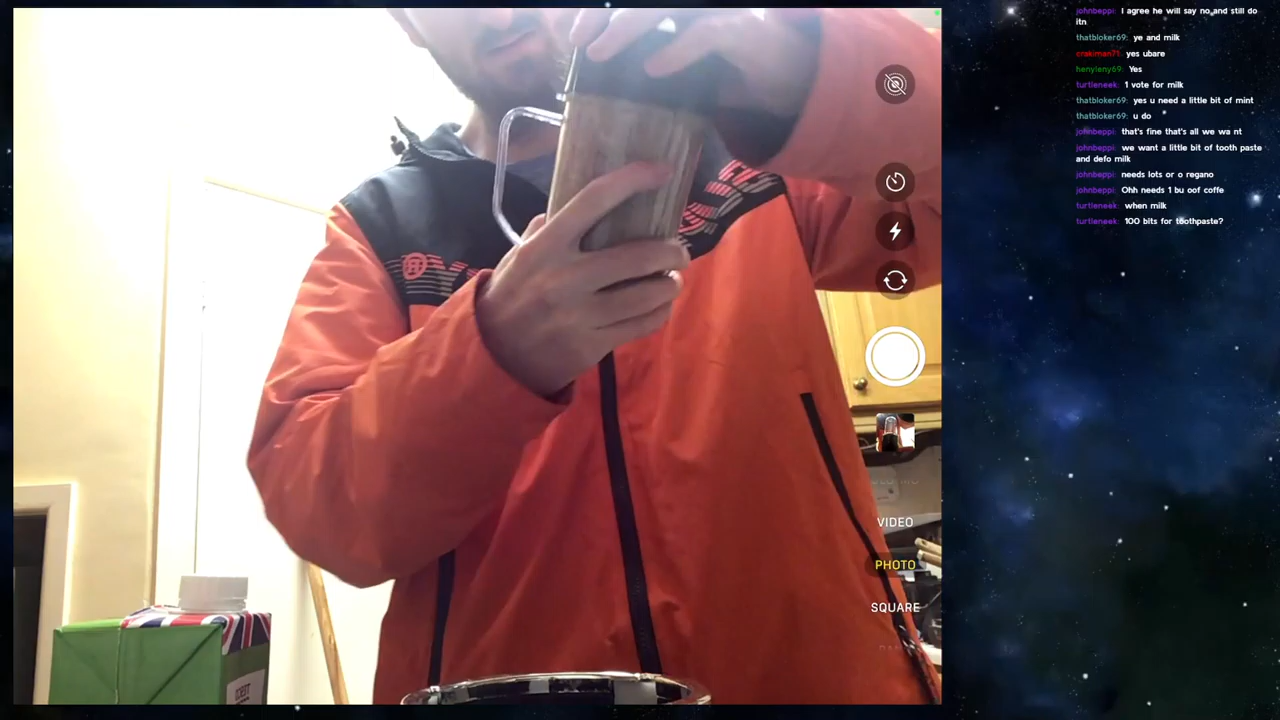 johnbeppi: I agree he will say no and still do
itn
thatbloker69: ye and milk
yes ubare
hanyleny69: Yes
turtleneek: 1 vote for milk
thatbloker69: yes u need a little bit of mint
thatbloker69: u do
johnbeppi: that's fine that's all we wa nt
johnbeppi: we want a little bit of tooth paste
and defo milk
johnbeppi: needs lots or o regano
johnbeppi: Ohh needs 1 bu oof coffe
turtleneek: when milk
turtleneek: 100 bits for toothpaste?
VIDEO
PHOTO
SQUARE